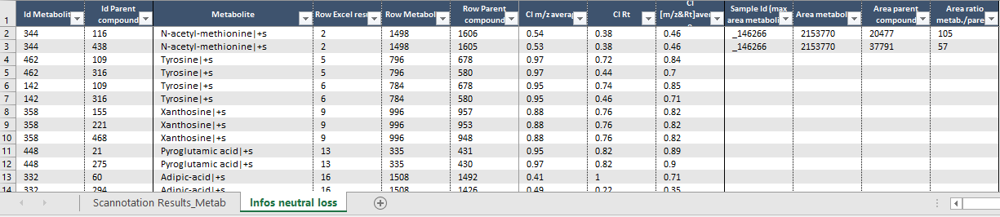 1 Id Metabolit Id Parent compound Metabolite Row Excel resu Row Metabol Row Parent compound CI m/z averag CI Rt CI [m/z&Rt]aver Sample Id (max area metaboli Area metabol Area parent compound Area ratio metab./pare
2 344 116 N-acetyl-methionine|+s 2 1498 1606 0.54 0.38 0.46 _146266 2153770 20477 105
3 344 438 N-acetyl-methionine|+s 2 1498 1605 0.53 0.38 0.46 _146266 2153770 37791 57
4 462 109 Tyrosine|+s 5 796 678 0.97 0.72 0.84
5 462 316 Tyrosine|+s 5 796 580 0.97 0.44 0.7
6 142 109 Tyrosine|+s 6 784 678 0.95 0.74 0.85
7 142 316 Tyrosine|+s 6 784 580 0.95 0.46 0.71
8 358 155 Xanthosine|+s 9 996 957 0.88 0.76 0.82
9 358 221 Xanthosine|+s 9 996 953 0.88 0.76 0.82
10 358 468 Xanthosine|+s 9 996 948 0.88 0.76 0.82
11 448 21 Pyroglutamic acid|+s 13 335 431 0.95 0.82 0.89
12 448 275 Pyroglutamic acid|+s 13 335 430 0.97 0.82 0.9
13 332 60 Adipic-acid|+s 16 1508 1492 0.41 1 0.71
14 332 294 Adipic-acid|+s 16 1508 1426 0.49 0.22 0.35
Scannotation Results_Metab Infos neutral loss